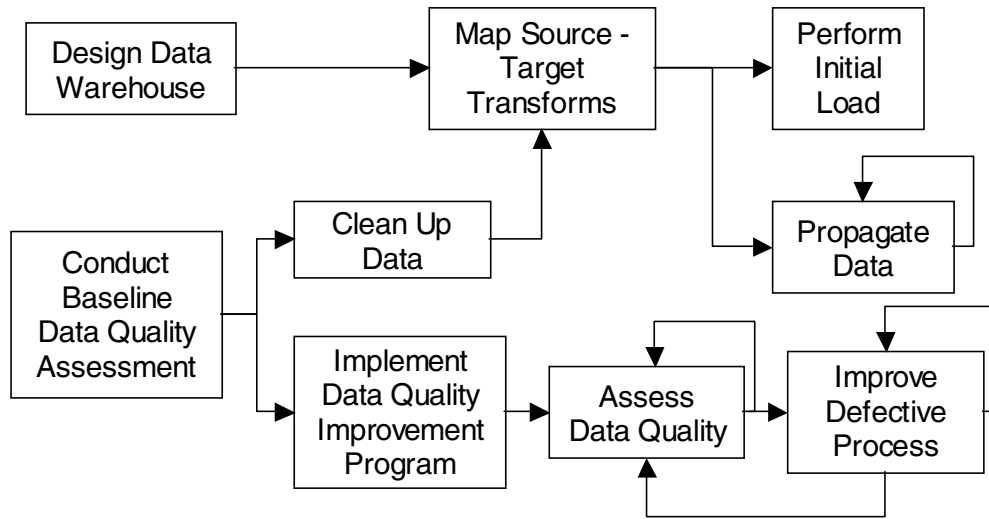 Design Data
Warehouse
Map Source -
Target
Transforms
Perform
Initial
Load
Clean Up
Data
Propagate
Data
Conduct
Baseline
Data Quality
Assessment
Implement
Data Quality
Improvement
Program
Assess
Data Quality
Improve
Defective
Process